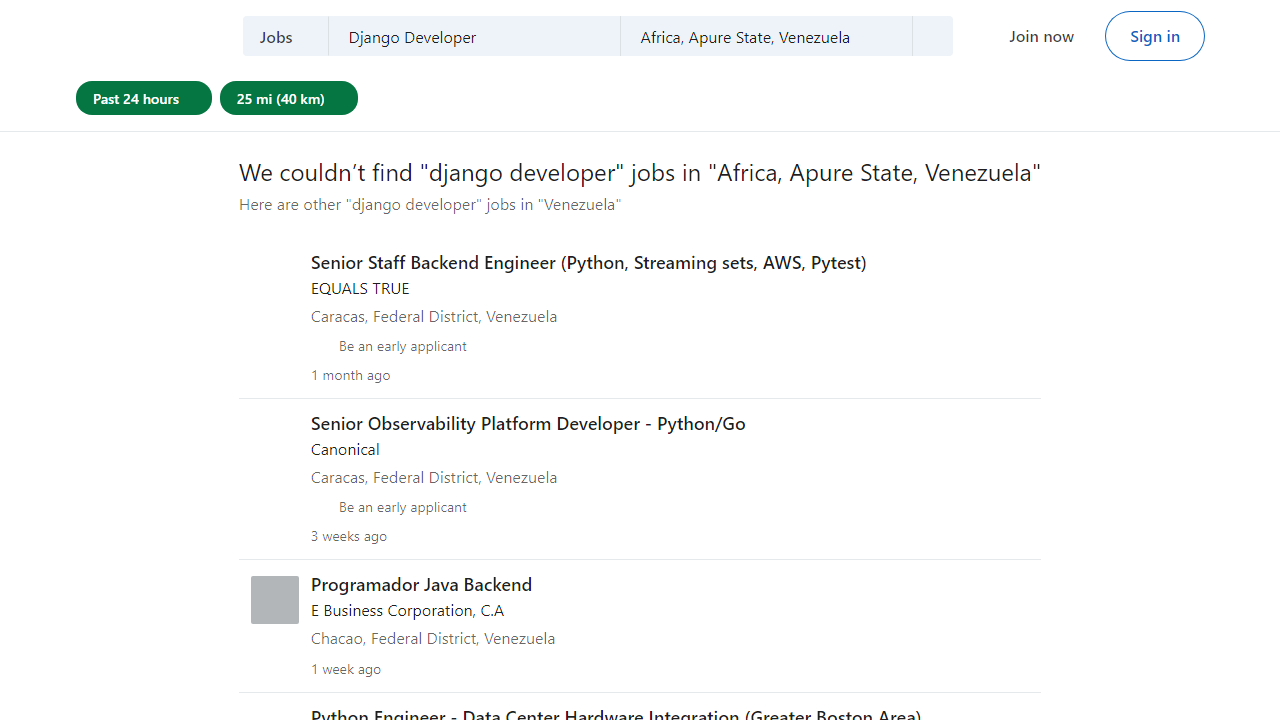 Jobs
Django Developer
Africa, Apure State, Venezuela
Join now
Sign in
Past 24 hours
25 mi (40 km)
We couldn’t find "django developer" jobs in "Africa, Apure State, Venezuela"
Here are other "django developer" jobs in "Venezuela"
Senior Staff Backend Engineer (Python, Streaming sets, AWS, Pytest)
EQUALS TRUE
Caracas, Federal District, Venezuela
Be an early applicant
1 month ago
Senior Observability Platform Developer - Python/Go
Canonical
Caracas, Federal District, Venezuela
Be an early applicant
3 weeks ago
Programador Java Backend
E Business Corporation, C.A
Chacao, Federal District, Venezuela
1 week ago
Python Engineer - Data Center Hardware Integration (Greater Boston Area)